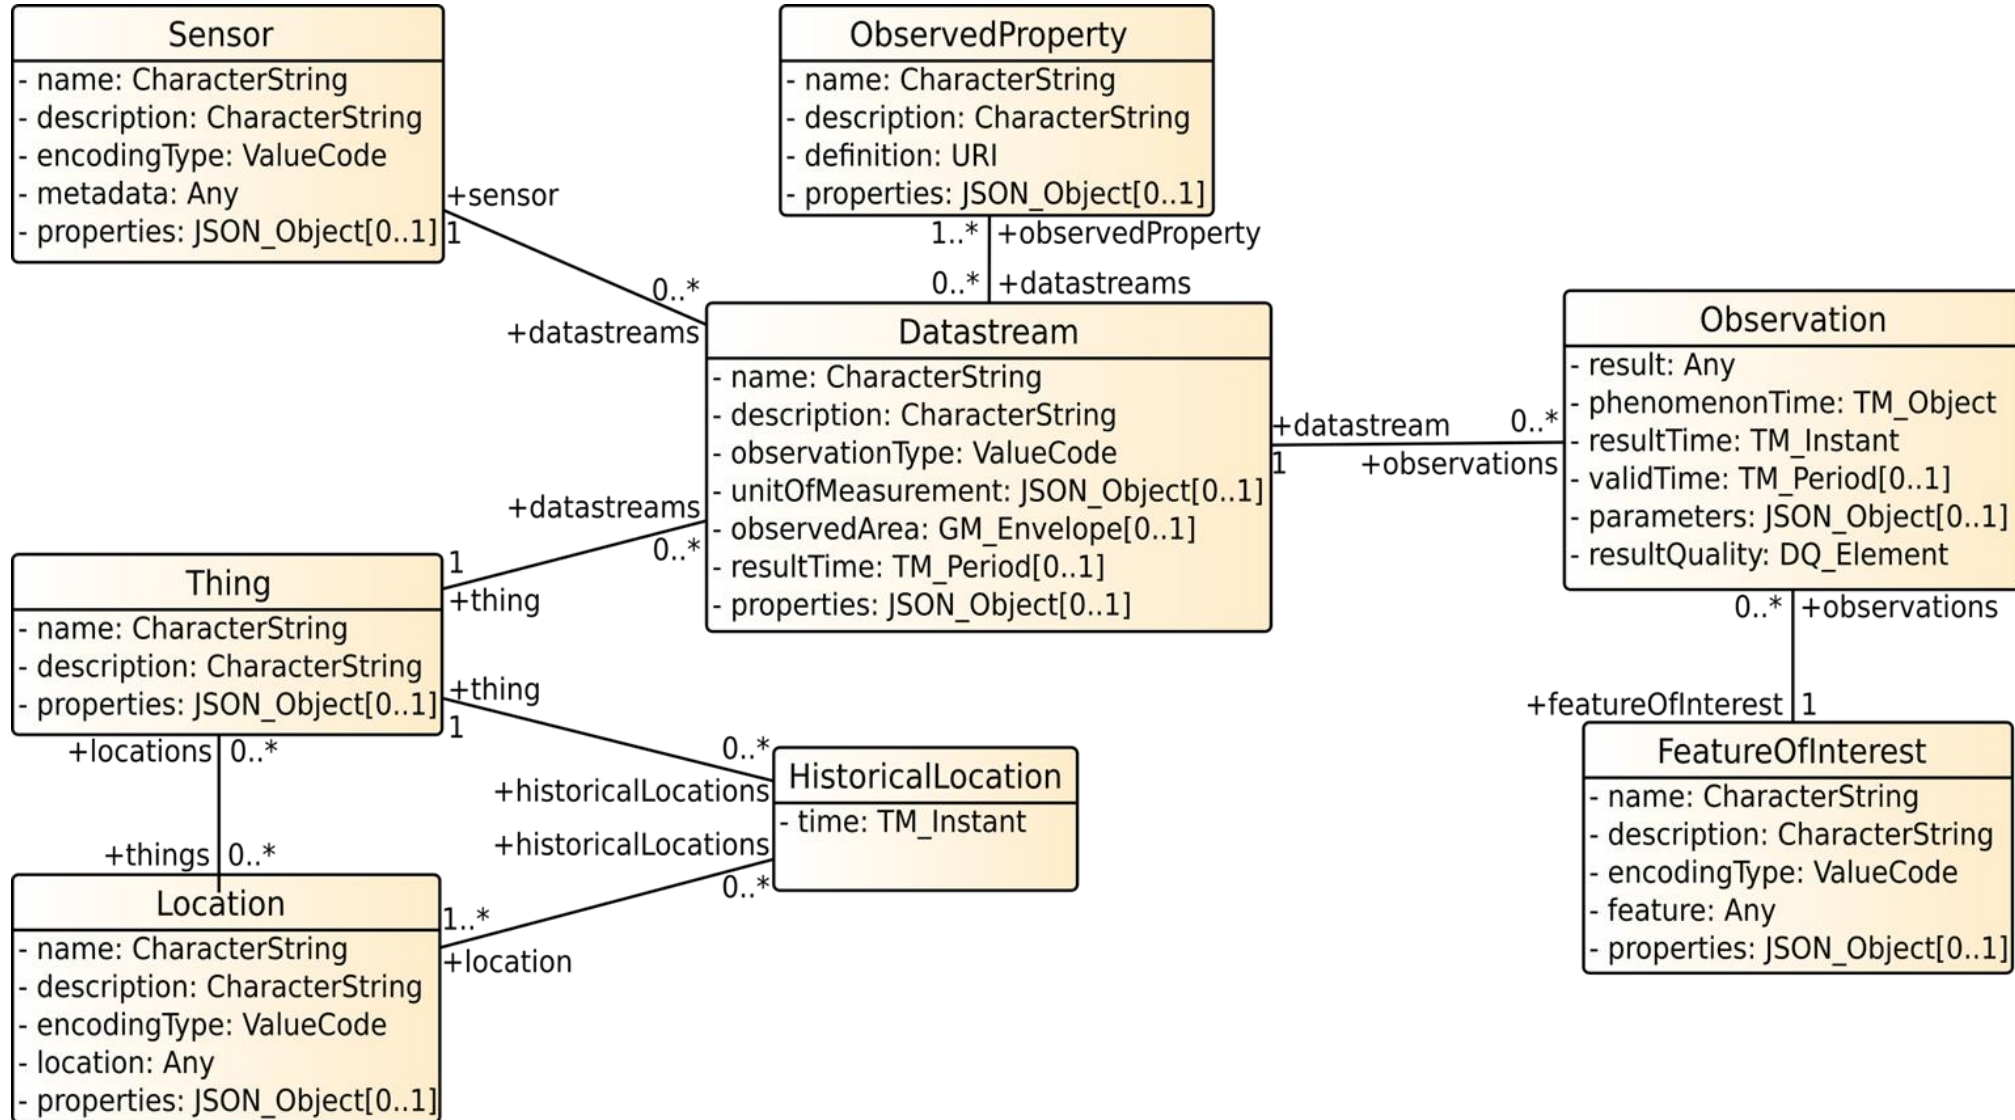 Sensor
- name: CharacterString
- description: CharacterString
- encodingType: ValueCode
- metadata: Any
- properties: JSON_Object[0..1]
+sensor
1
0..*
+datastreams
ObservedProperty
- name: CharacterString
- description: CharacterString
- definition: URI
- properties: JSON_Object[0..1]
1..* +observedProperty
0..* +datastreams
Datastream
- name: CharacterString
- description: CharacterString
- observationType: ValueCode
- unitOfMeasurement: JSON_Object[0..1]
- observedArea: GM_Envelope[0..1]
- resultTime: TM_Period[0..1]
- properties: JSON_Object[0..1]
+datastream
1
0..*
+observations
Observation
- result: Any
- phenomenonTime: TM_Object
- resultTime: TM_Instant
- validTime: TM_Period[0..1]
- parameters: JSON_Object[0..1]
- resultQuality: DQ_Element
0..* +observations
+featureOfInterest 1
FeatureOfInterest
- name: CharacterString
- description: CharacterString
- encodingType: ValueCode
- feature: Any
- properties: JSON_Object[0..1]
+datastreams
0..*
1
+thing
Thing
- name: CharacterString
- description: CharacterString
- properties: JSON_Object[0..1]
+thing
1
0..*
+historicalLocations
HistoricalLocation
- time: TM_Instant
+historicalLocations
0..*
1..*
+location
+locations 0..*
+things 0..*
Location
- name: CharacterString
- description: CharacterString
- encodingType: ValueCode
- location: Any
- properties: JSON_Object[0..1]